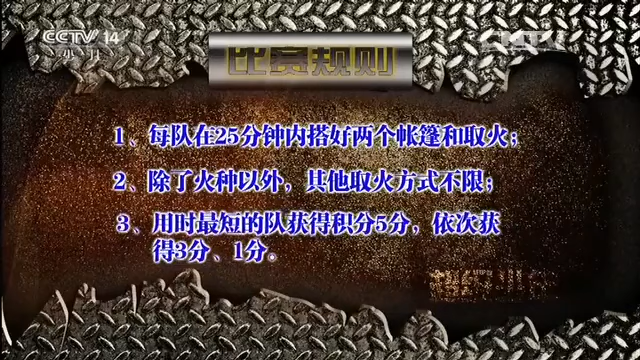 CCTV 14
少儿
比赛规则
1、每队在25分钟内搭好两个帐篷和取火；
2、除了火种以外，其他取火方式不限；
3、用时最短的队获得积分5分，依次获
得3分、1分。